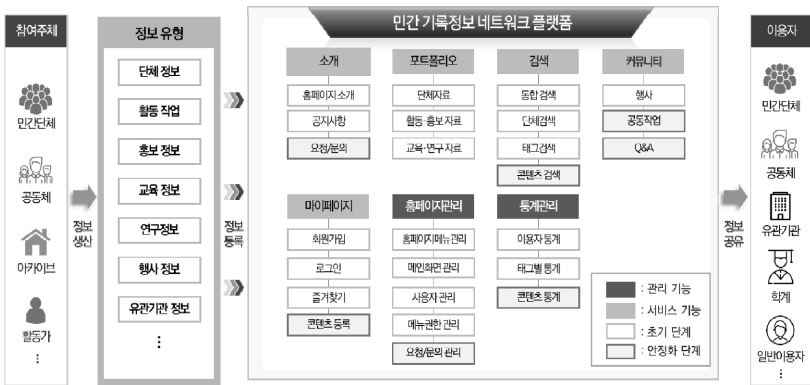 참여주체
민간단체
공동체
아카이브
활동가
⋮
정보
생산
정보 유형
단체 정보
활동 작업
홍보 정보
교육 정보
연구정보
행사 정보
유관기관 정보
⋮
정보
등록
민간 기록정보 네트워크 플랫폼
소개
홈페이지 소개
공지사항
요청/문의
포트폴리오
단체자료
활동·홍보 자료
교육·연구 자료
검색
통합 검색
단체검색
태그검색
콘텐츠 검색
커뮤니티
행사
공동작업
Q&A
마이페이지
회원가입
로그인
즐겨찾기
콘텐츠 등록
홈페이지관리
홈페이지메뉴 관리
메인화면 관리
사용자 관리
메뉴권한 관리
요청/문의 관리
통계관리
이용자 통계
태그별 통계
콘텐츠 통계
: 관리 기능
: 서비스 기능
: 초기 단계
: 안정화 단계
정보
공유
이용자
민간단체
공동체
유관기관
학계
일반이용자
⋮